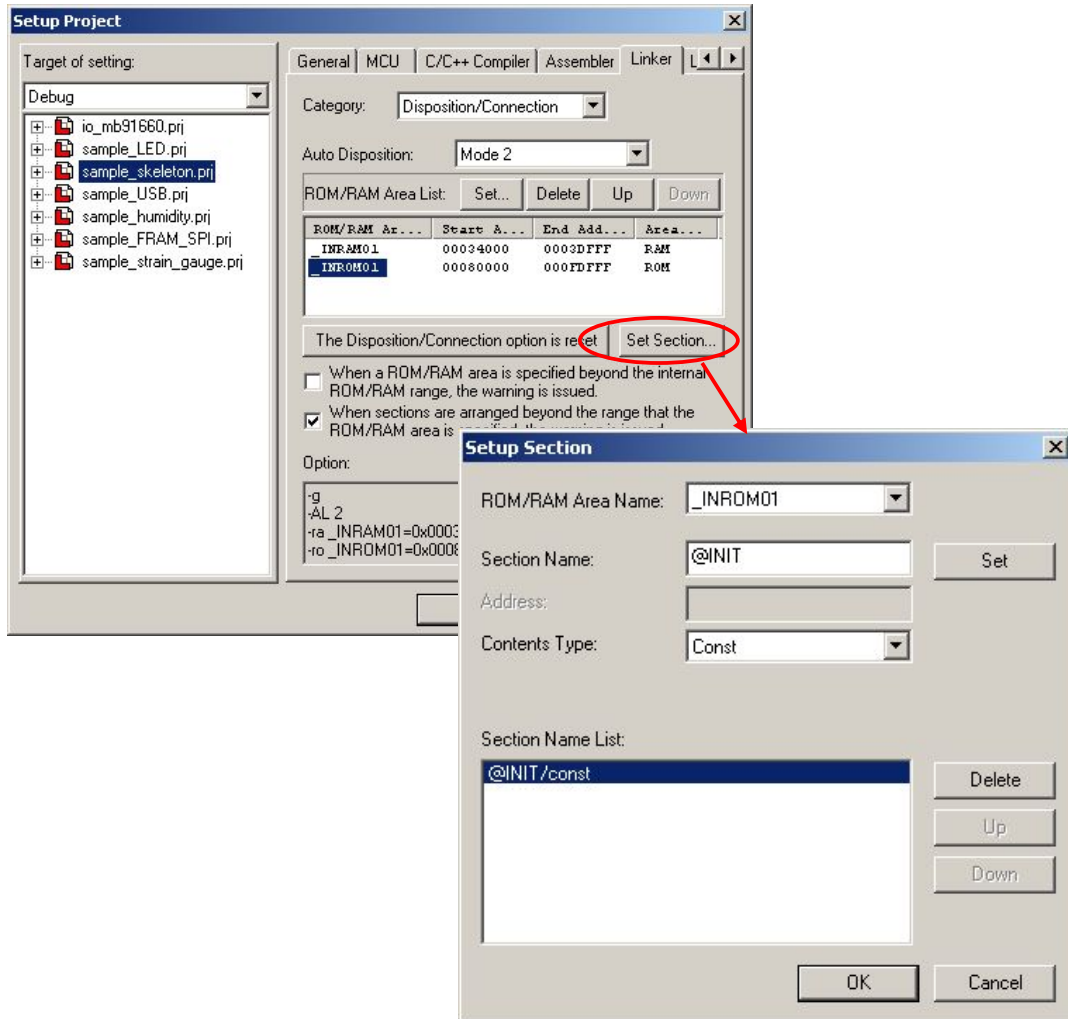 Setup Project
Target of setting:
Debug
io_mb91660.prj
sample_LED.prj
sample_skeleton.prj
sample_USB.prj
sample_humidity.prj
sample_FRAM_SPI.prj
sample_strain_gauge.prj
General MCU C/C++ Compiler Assembler Linker L
Category: Disposition/Connection
Auto Disposition: Mode 2
ROM/RAM Area List: Set... Delete Up Down
ROM/RAM Ar... Start A... End Add... Area...
_INRAM01 00034000 0003DFFF RAM
_INROM01 00080000 000FDFFF ROM
The Disposition/Connection option is reset Set Section...
When a ROM/RAM area is specified beyond the internal
ROM/RAM range, the warning is issued.
When sections are arranged beyond the range that the
ROM/RAM area is specified, the warning is issued.
Option:
-g
-AL 2
-ra _INRAM01=0x0003
-ro _INROM01=0x0008
Setup Section
ROM/RAM Area Name: _INROM01
Section Name: @INIT Set
Address:
Contents Type: Const
Section Name List:
@INIT/const
Delete
Up
Down
OK Cancel